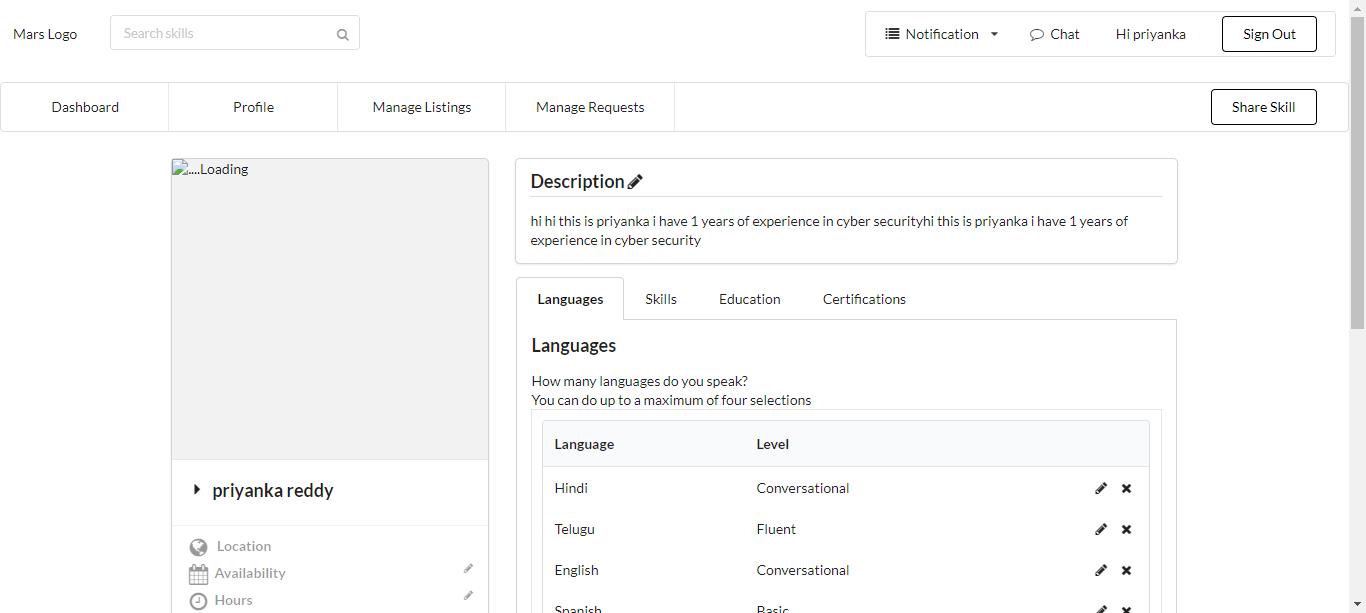 Mars Logo
Search skills
Notification
Chat
Hi priyanka
Sign Out
Dashboard
Profile
Manage Listings
Manage Requests
Share Skill
....Loading
priyanka reddy
Location
Availability
Hours
Description
hi hi this is priyanka i have 1 years of experience in cyber securityhi this is priyanka i have 1 years of
experience in cyber security
Languages
Skills
Education
Certifications
Languages
How many languages do you speak?
You can do up to a maximum of four selections
Language Level
Hindi Conversational
Telugu Fluent
English Conversational
Spanish Basic